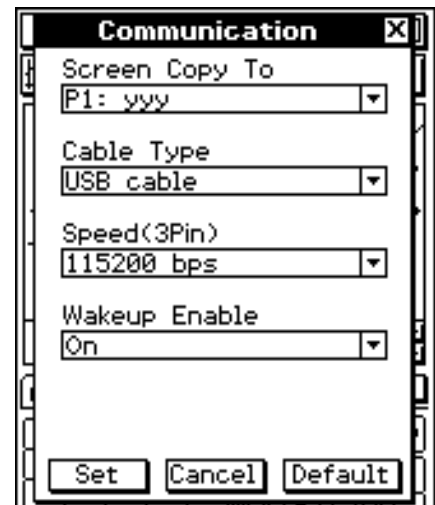 Communication
Screen Copy To
P1: yyy
Cable Type
USB cable
Speed(3Pin)
115200 bps
Wakeup Enable
On
Set Cancel Default